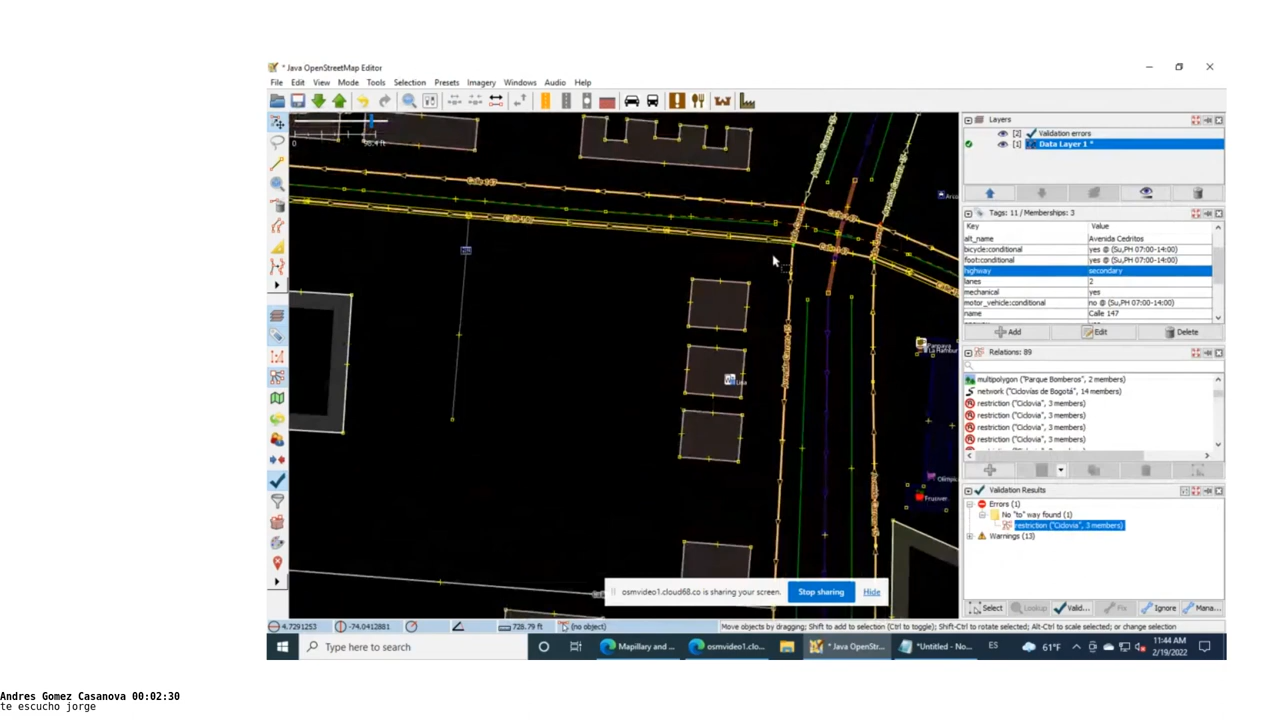 * Java OpenStreetMap Editor
File Edit View Mode Tools Selection Presets Imagery Windows Audio Help
0 98.4 ft
Layers
[2] Validation errors
[1] Data Layer 1 *
Tags: 11 / Memberships: 3
Key Value
alt_name Avenida Cedritos
bicycle:conditional yes @ (Su,PH 07:00-14:00)
foot:conditional yes @ (Su,PH 07:00-14:00)
highway secondary
lanes 2
mechanical yes
motor_vehicle:conditional no @ (Su,PH 07:00-14:00)
name Calle 147
Add Edit Delete
Relations: 89
multipolygon ("Parque Bomberos", 2 members)
network ("Ciclovías de Bogotá", 14 members)
restriction ("Ciclovia", 3 members)
restriction ("Ciclovia", 3 members)
restriction ("Ciclovia", 3 members)
restriction ("Ciclovia", 3 members)
Validation Results
Errors (1)
No "to" way found (1)
restriction ("Ciclovia", 3 members)
Warnings (13)
Select Lookup Valid... Fix Ignore Mana...
Calle 147
osmvideo1.cloud68.co is sharing your screen. Stop sharing Hide
4.7291253 -74.0412881 728.79 ft (no object) Move objects by dragging; Shift to add to selection (Ctrl to toggle); Shift-Ctrl to rotate selected; Alt-Ctrl to scale selected; or change selection
Type here to search Mapillary and ... osmvideo1.clo... * Java OpenStr... *Untitled - No... ES 61°F 11:44 AM
2/19/2022
Andres Gomez Casanova 00:02:30
te escucho jorge